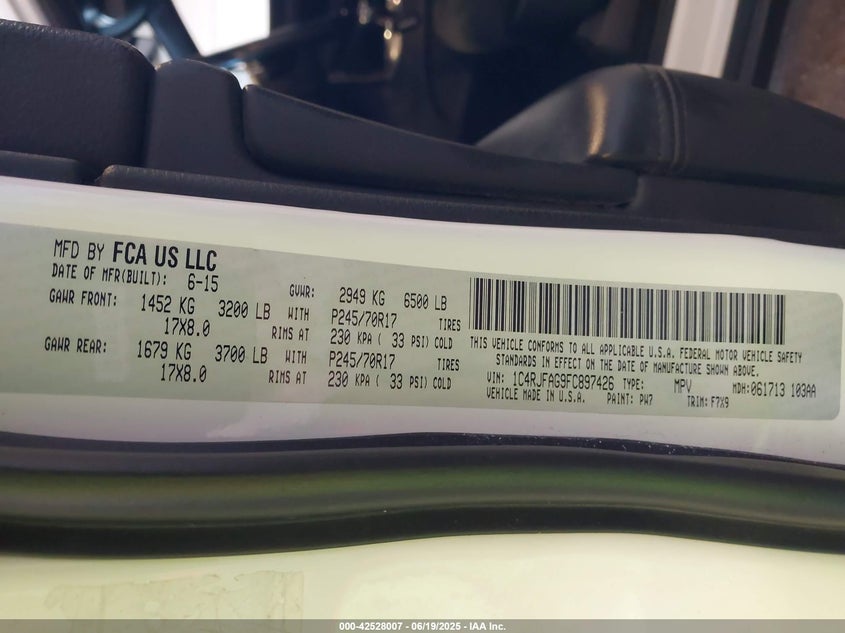 MFD BY FCA US LLC
DATE OF MFR(BUILT): 6-15 GVWR: 2949 KG 6500 LB
GAWR FRONT: 1452 KG 3200 LB WITH P245/70R17 TIRES
17X8.0 RIMS AT 230 KPA ( 33 PSI) COLD
GAWR REAR: 1679 KG 3700 LB WITH P245/70R17 TIRES
17X8.0 RIMS AT 230 KPA ( 33 PSI) COLD
THIS VEHICLE CONFORMS TO ALL APPLICABLE U.S.A. FEDERAL MOTOR VEHICLE SAFETY
STANDARDS IN EFFECT ON THE DATE OF MANUFACTURE SHOWN ABOVE.
VIN: 1C4RJFAG9FC897426 TYPE: MPV MDH:061713 103AA
VEHICLE MADE IN U.S.A. PAINT: PW7 TRIM: F7X9
000-42528007 - 06/19/2025 - IAA Inc.